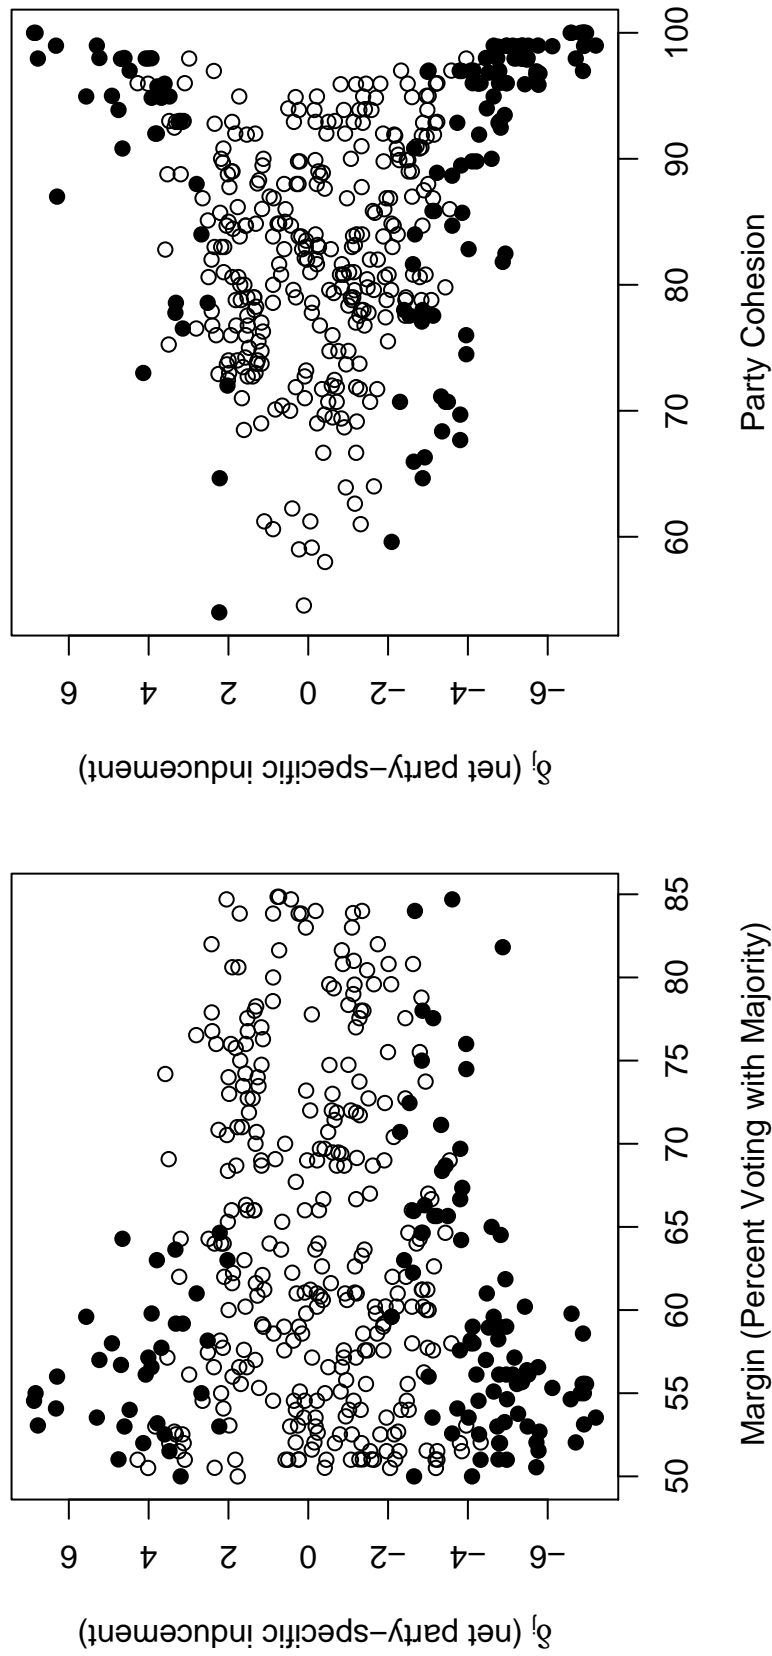 δj (net party−specific inducement)
6
4
2
0
−2
−4
−6
50 55 60 65 70 75 80 85
Margin (Percent Voting with Majority)
δj (net party−specific inducement)
6
4
2
0
−2
−4
−6
60 70 80 90 100
Party Cohesion